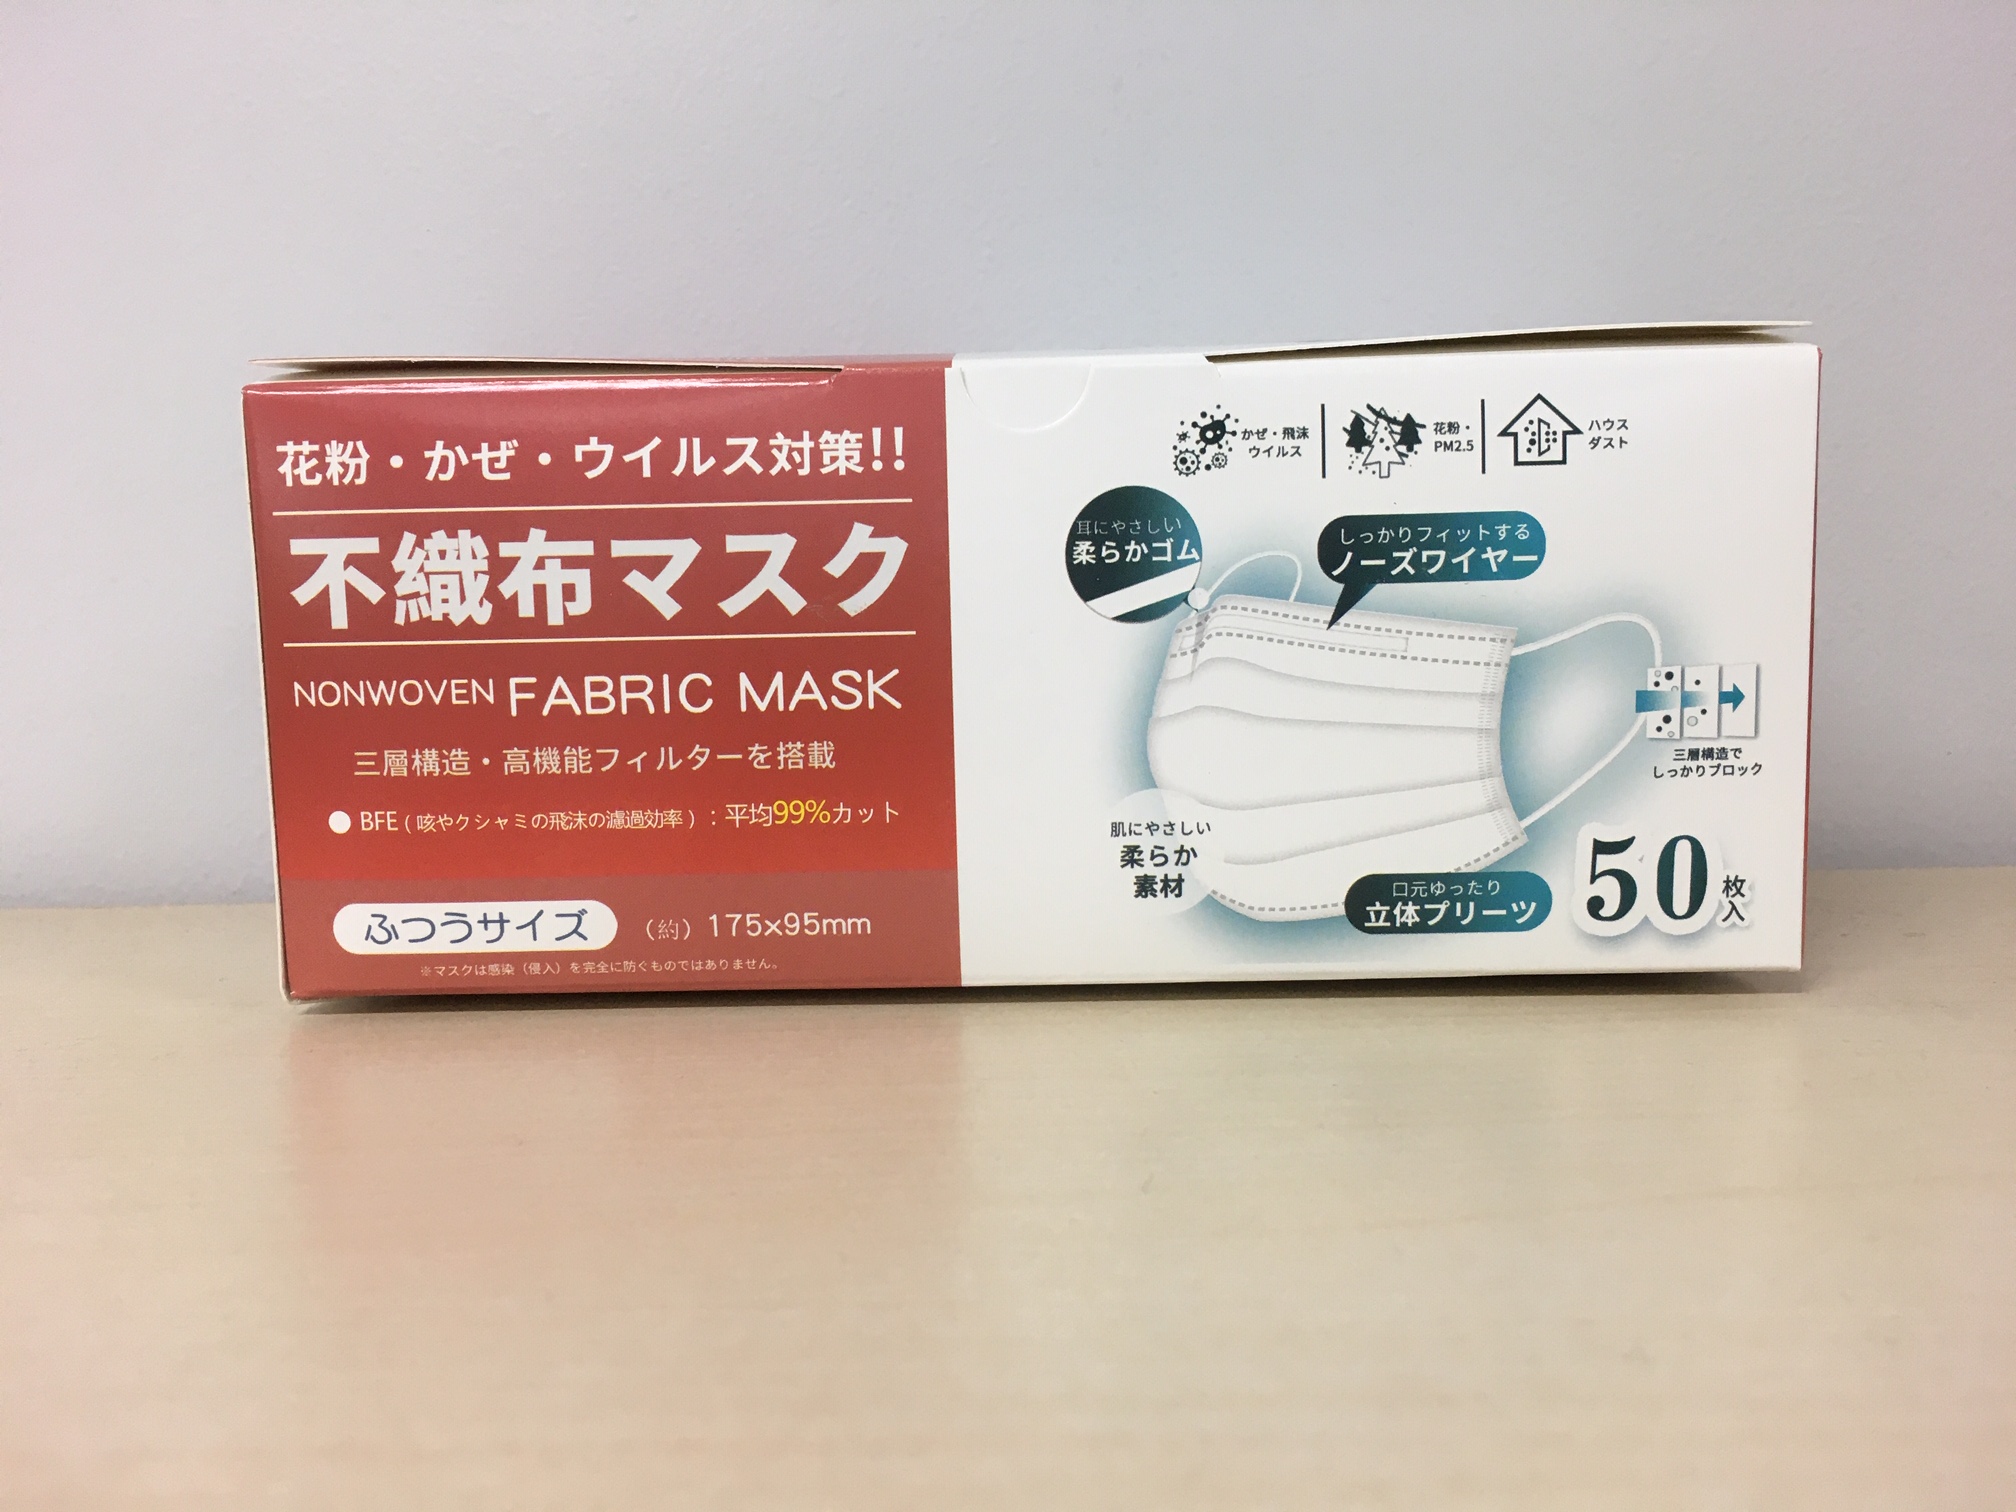 花粉・かぜ・ウイルス対策!!
不織布マスク
NONWOVEN FABRIC MASK
三層構造・高機能フィルターを搭載
● BFE（咳やクシャミの飛沫の濾過効率）：平均99%カット
ふつうサイズ （約）175x95mm
※マスクは感染（侵入）を完全に防ぐものではありません。
かぜ・飛沫
ウイルス
花粉・
PM2.5
ハウス
ダスト
耳にやさしい
柔らかゴム
しっかりフィットする
ノーズワイヤー
三層構造で
しっかりブロック
肌にやさしい
柔らか
素材
口元ゆったり
立体プリーツ
50枚入